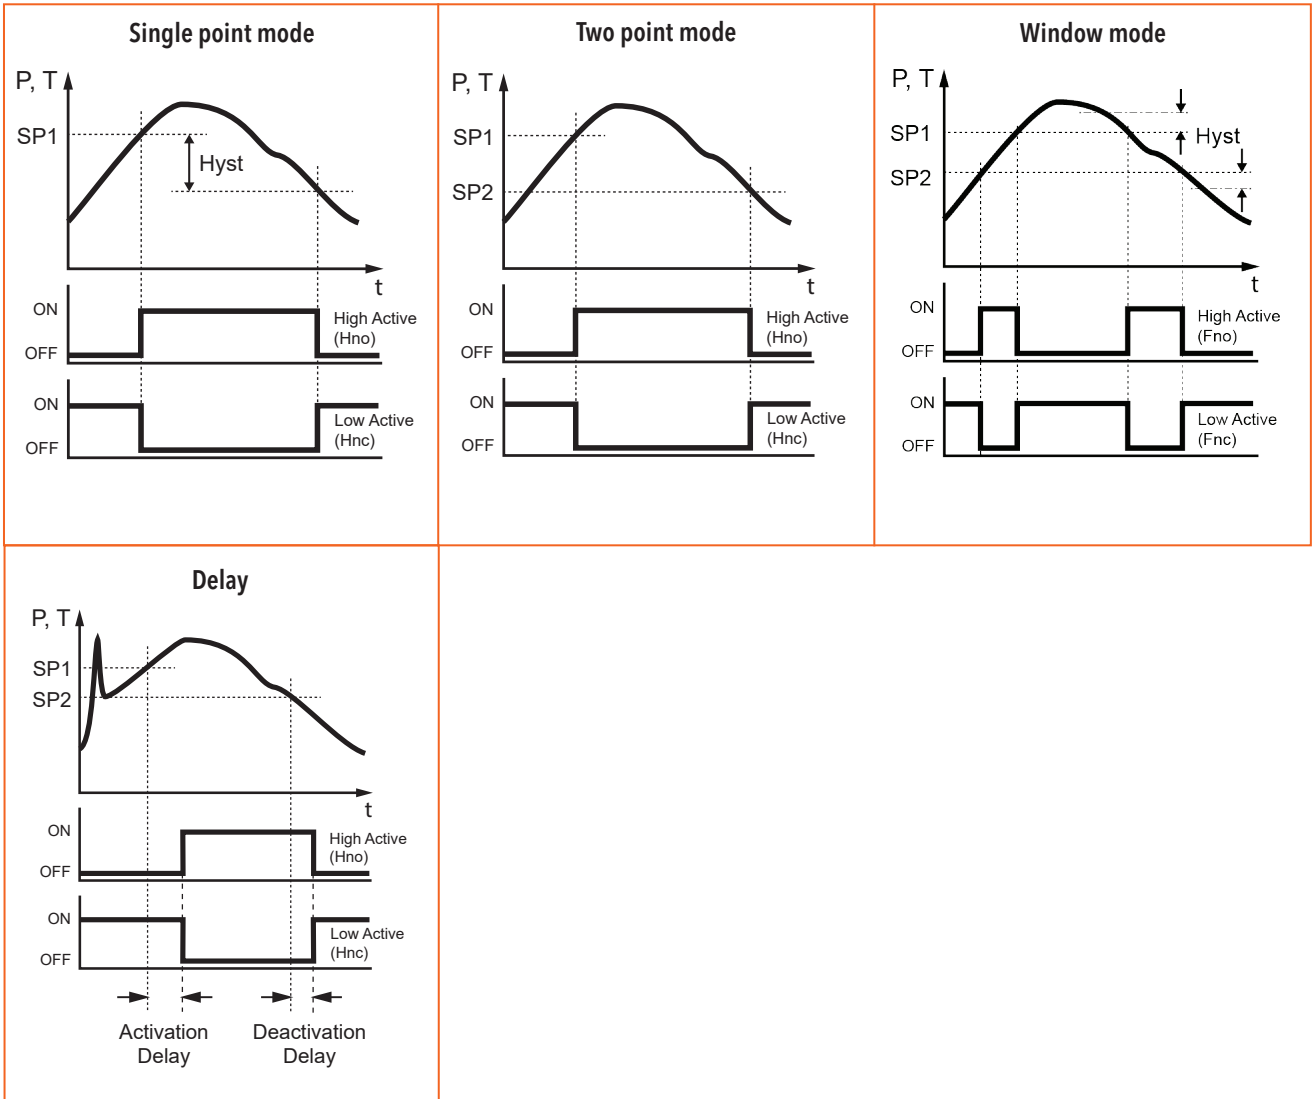 Single point mode
P, T
SP1
Hyst
t
ON
High Active
(Hno)
OFF
ON
Low Active
(Hnc)
OFF
Two point mode
P, T
SP1
SP2
t
ON
High Active
(Hno)
OFF
ON
Low Active
(Hnc)
OFF
Window mode
P, T
SP1
Hyst
SP2
t
ON
High Active
(Fno)
OFF
ON
Low Active
(Fnc)
OFF
Delay
P, T
SP1
SP2
t
ON
High Active
(Hno)
OFF
ON
Low Active
(Hnc)
OFF
Activation
Delay
Deactivation
Delay